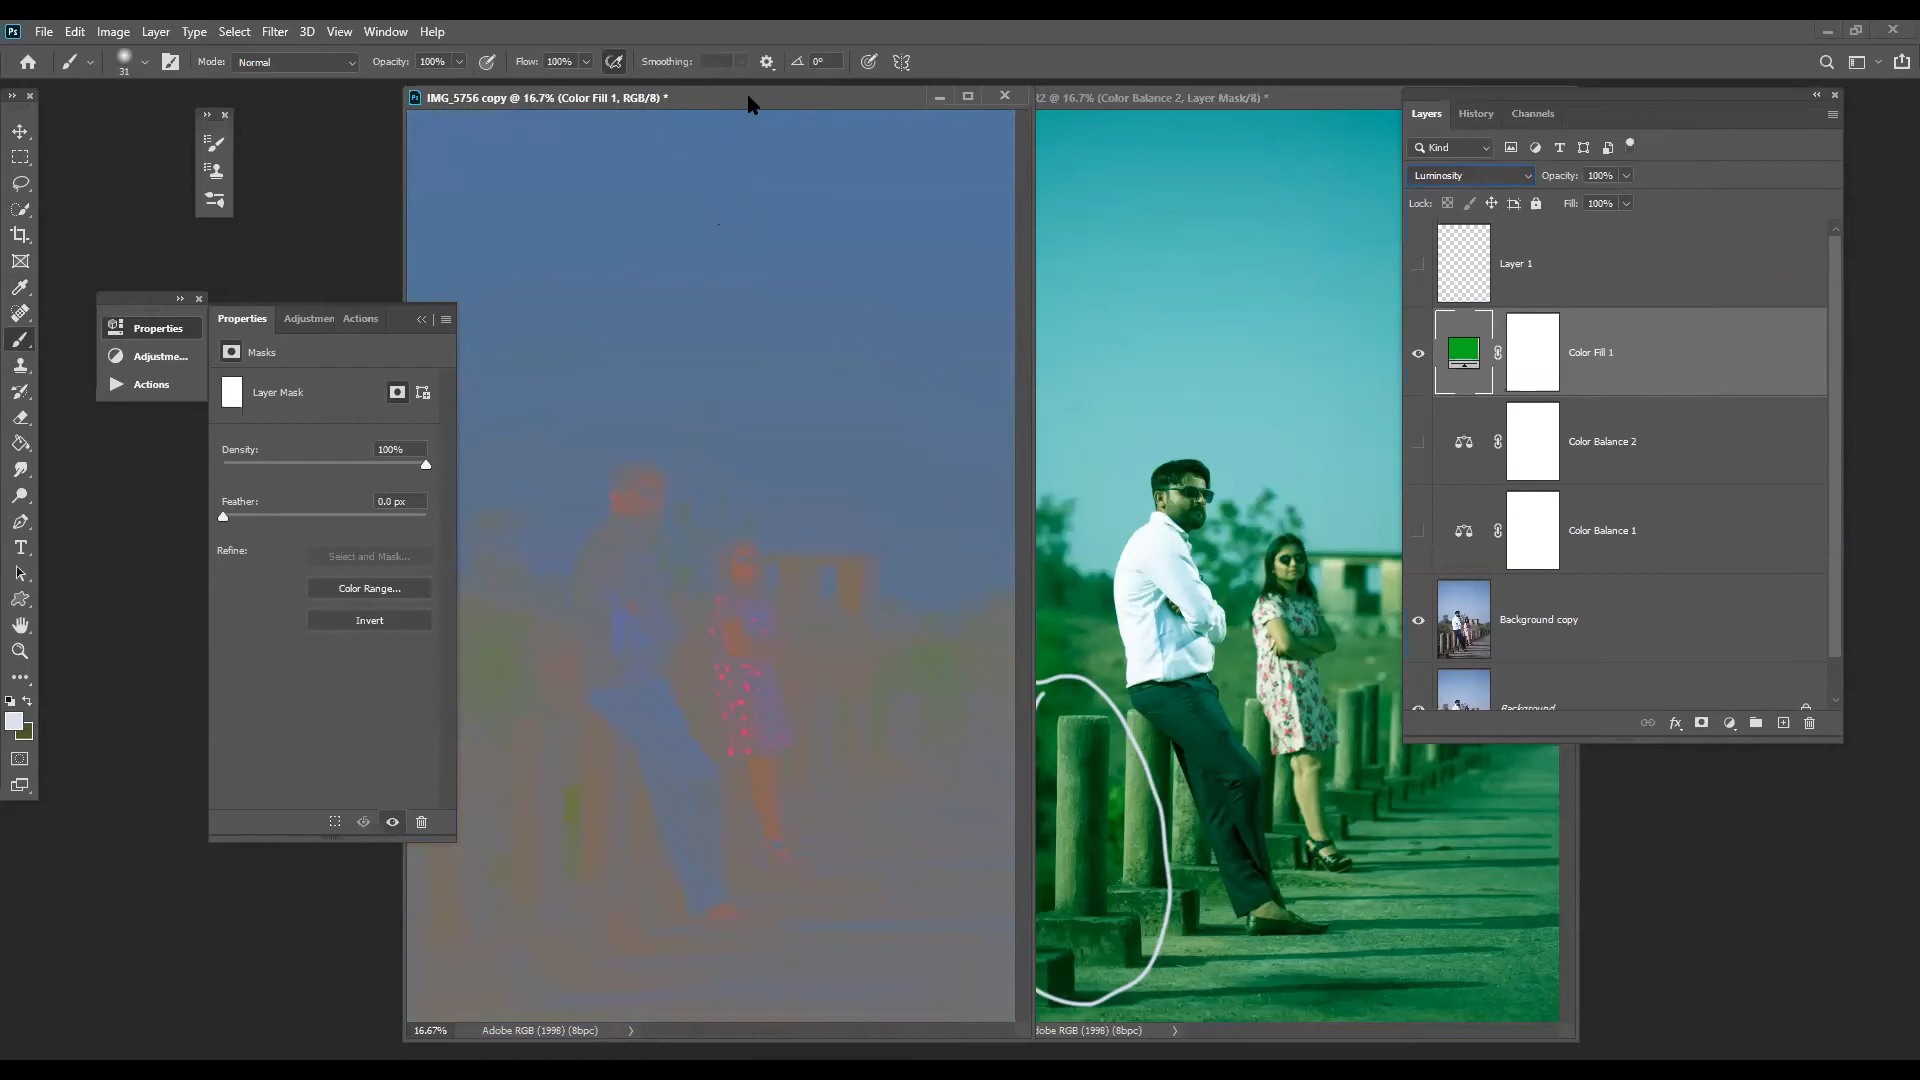 Ps File Edit Image Layer Type Select Filter 3D View Window Help
31 Mode: Normal Opacity: 100% Flow: 100% Smoothing: 0°
IMG_5756 copy @ 16.7% (Color Fill 1, RGB/8) *
R2 @ 16.7% (Color Balance 2, Layer Mask/8) *
Layers History Channels
Kind
Luminosity Opacity: 100%
Lock: Fill: 100%
Layer 1
Color Fill 1
Color Balance 2
Color Balance 1
Background copy
Background
Properties
Adjustme...
Actions
Properties Adjustmen Actions
Masks
Layer Mask
Density: 100%
Feather: 0.0 px
Refine: Select and Mask...
Color Range...
Invert
16.67% Adobe RGB (1998) (8bpc)
dobe RGB (1998) (8bpc)